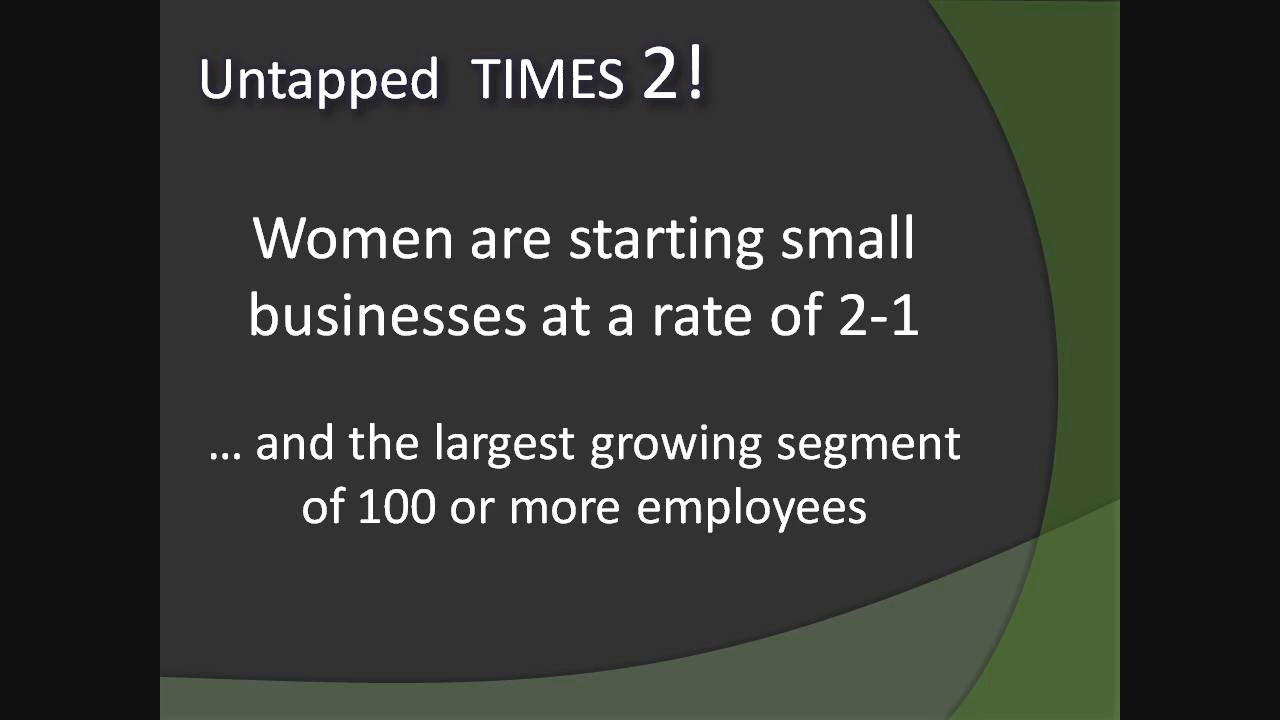 Untapped TIMES 2!
Women are starting small
businesses at a rate of 2-1
... and the largest growing segment
of 100 or more employees